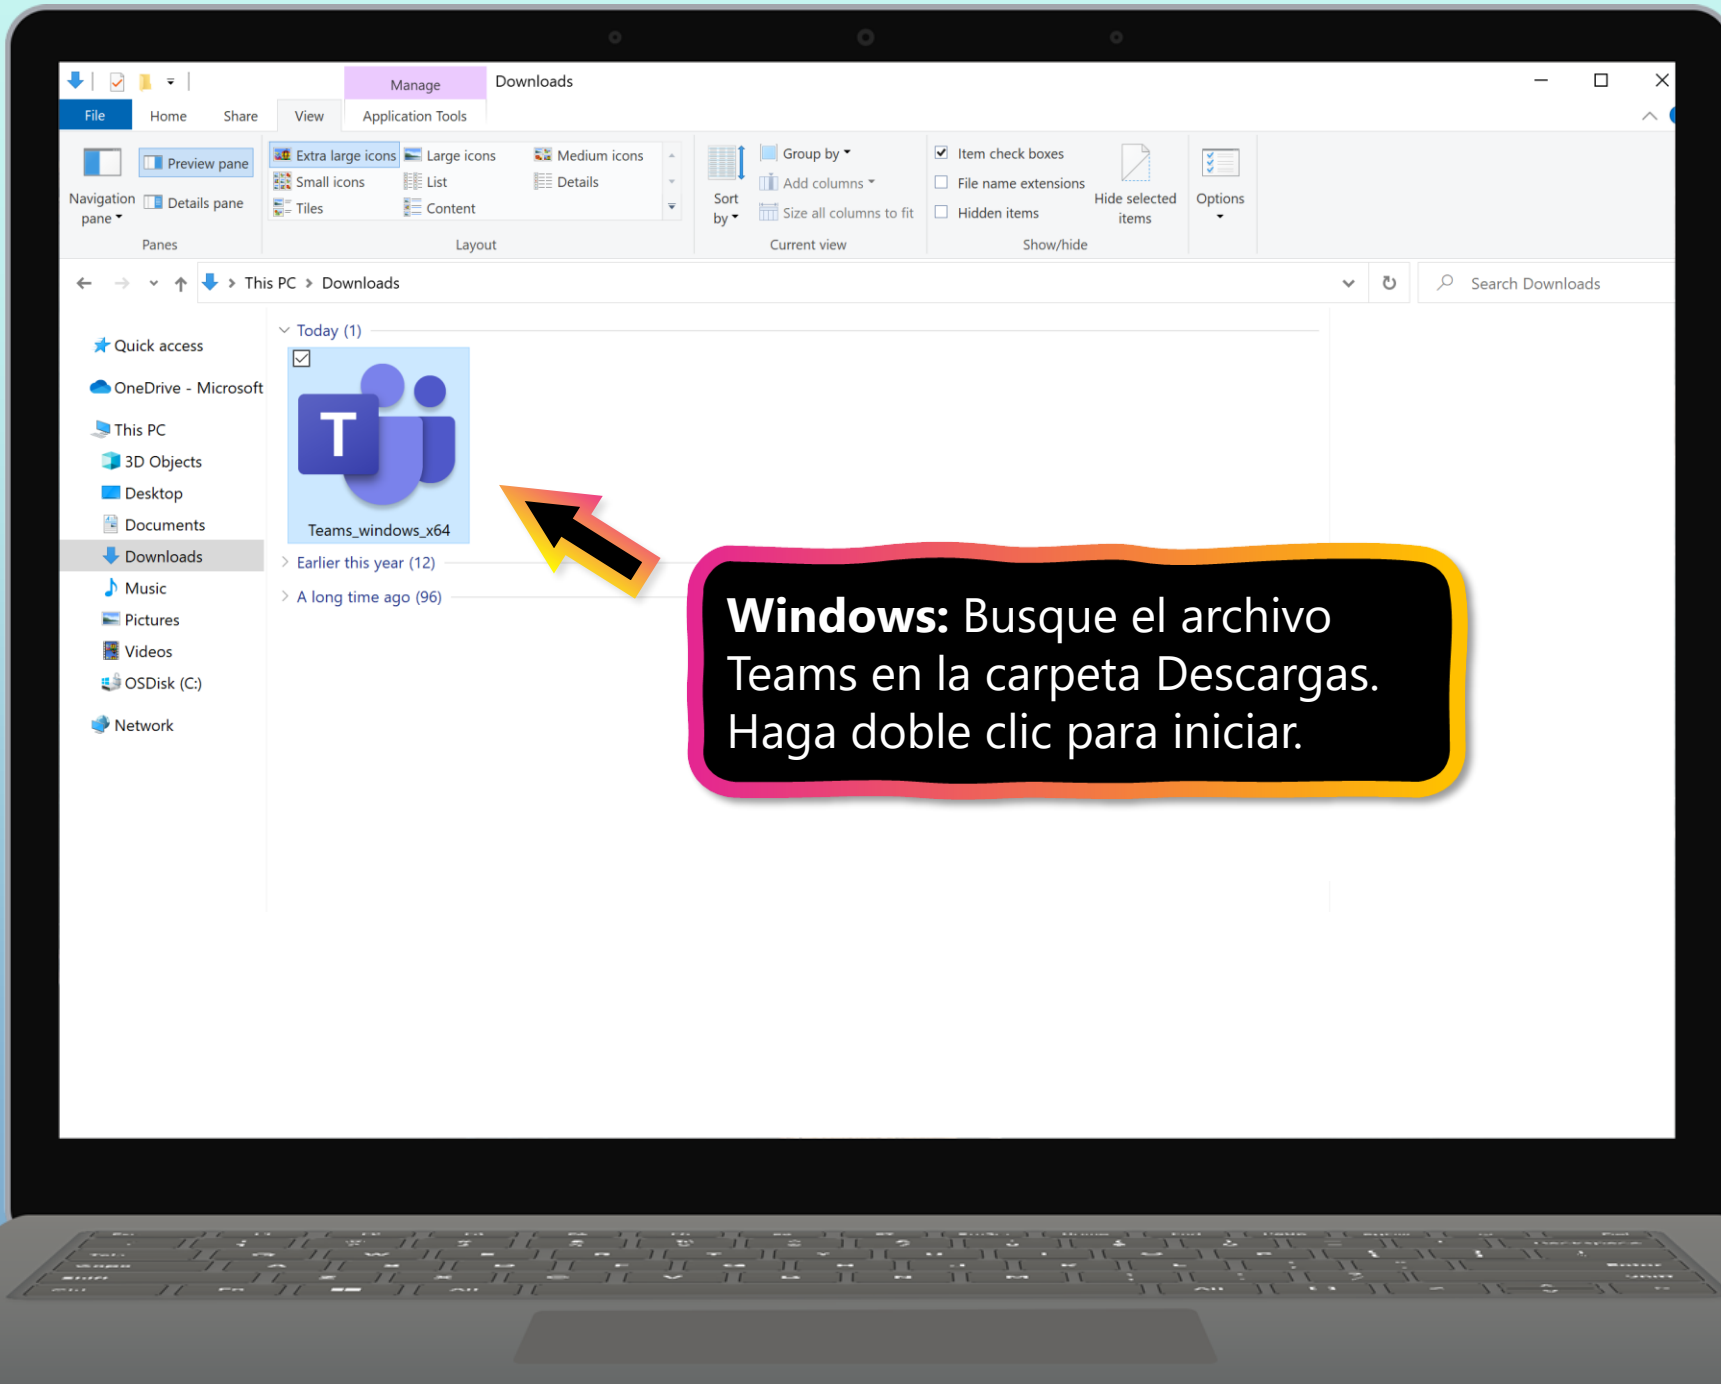 Manage
Downloads
File
Home
Share
View
Application Tools
Preview pane
Extra large icons
Large icons
Medium icons
Small icons
List
Details
Tiles
Content
Navigation
pane
Details pane
Sort
by
Group by
Add columns
Size all columns to fit
Item check boxes
File name extensions
Hidden items
Hide selected
items
Options
Panes
Layout
Current view
Show/hide
This PC > Downloads
Search Downloads
Quick access
OneDrive - Microsoft
This PC
3D Objects
Desktop
Documents
Downloads
Music
Pictures
Videos
OSDisk (C:)
Network
Today (1)
T
Teams_windows_x64
Earlier this year (12)
A long time ago (96)
Windows: Busque el archivo
Teams en la carpeta Descargas.
Haga doble clic para iniciar.